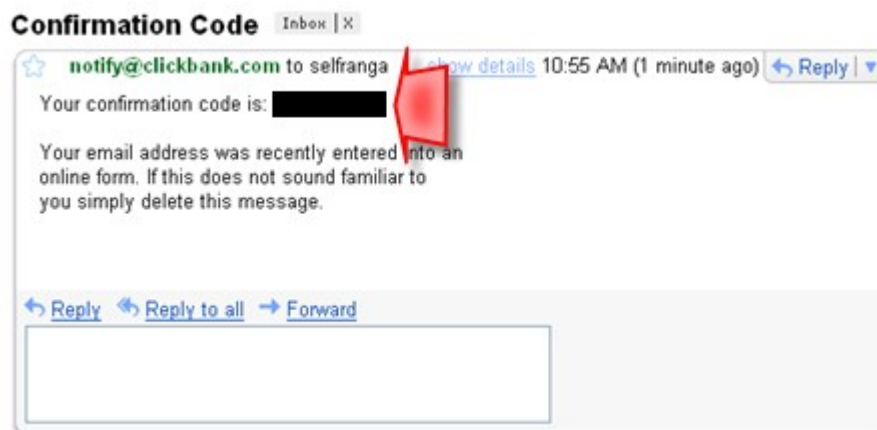 Confirmation Code Inbox | X
notify@clickbank.com to selfranga show details 10:55 AM (1 minute ago) Reply
Your confirmation code is:
Your email address was recently entered into an
online form. If this does not sound familiar to
you simply delete this message.
Reply Reply to all Forward